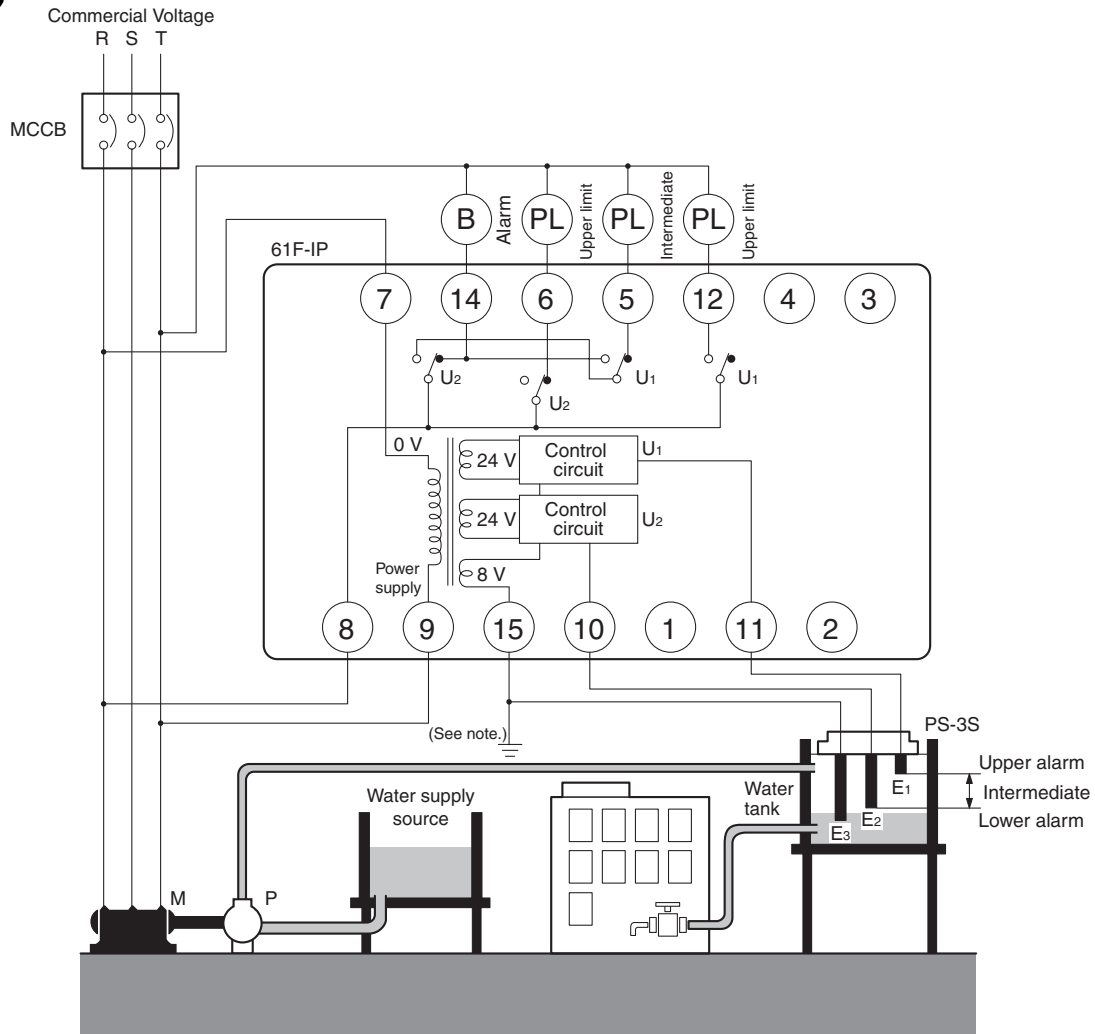 Commercial Voltage
R S T
MCCB
B PL PL PL
Alarm
Upper limit
Intermediate
Upper limit
61F-IP
7 14 6 5 12 4 3
U2 U1 U1
U2
0 V
24 V
Control
circuit
U1
24 V
Control
circuit
U2
8 V
Power
supply
8 9 15 10 1 11 2
(See note.)
PS-3S
Upper alarm
Intermediate
Lower alarm
E1
E2
E3
Water
tank
Water supply
source
M P